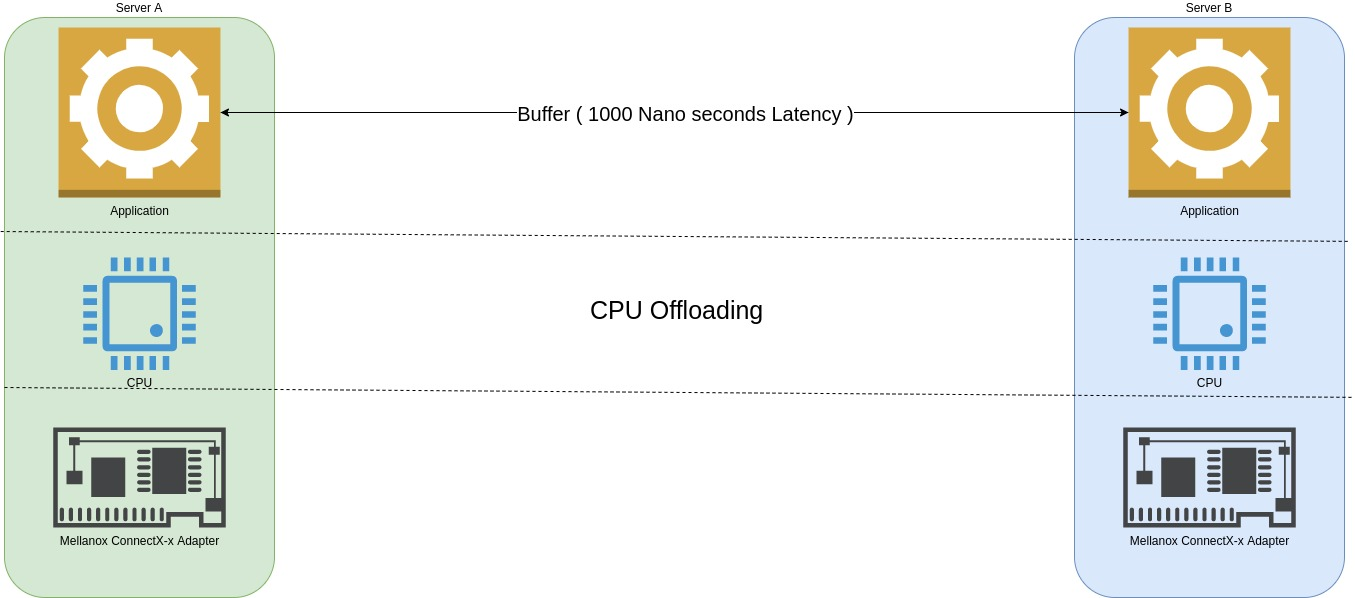 Server A
Server B
Buffer ( 1000 Nano seconds Latency )
Application
Application
CPU Offloading
CPU
CPU
Mellanox ConnectX-x Adapter
Mellanox ConnectX-x Adapter